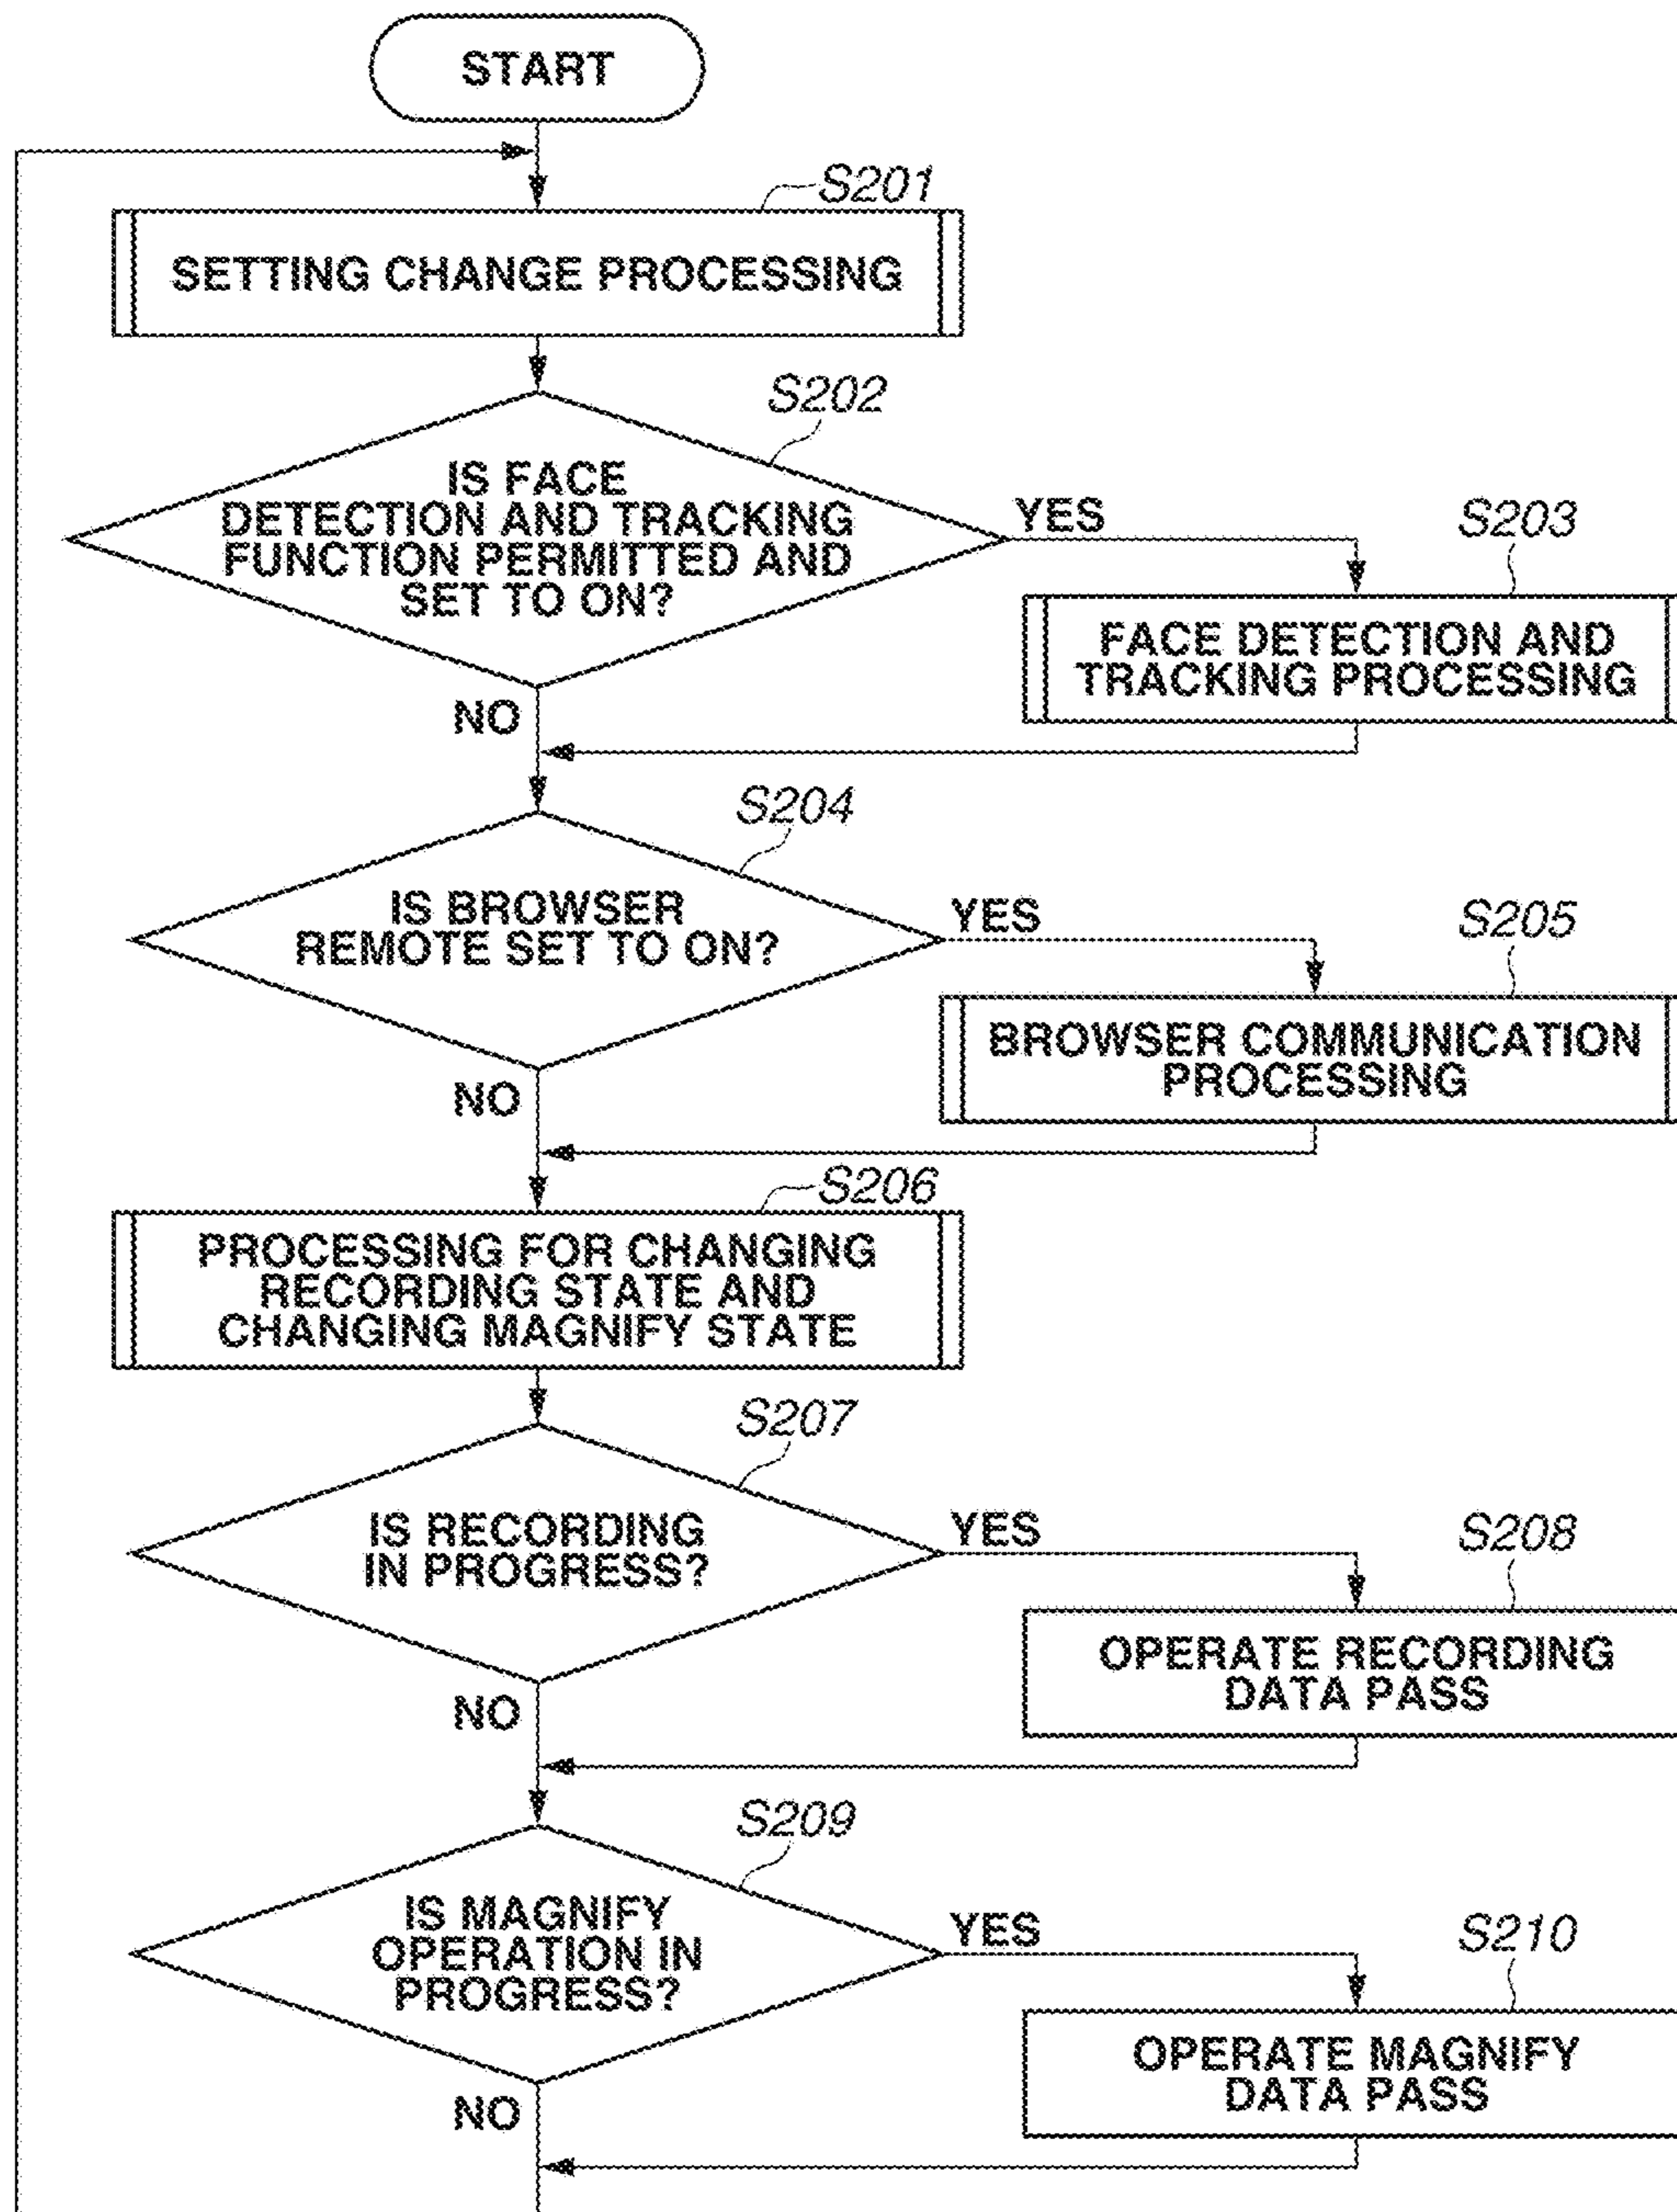 START
S201
SETTING CHANGE PROCESSING
S202
IS FACE
DETECTION AND TRACKING
FUNCTION PERMITTED AND
SET TO ON?
YES
S203
FACE DETECTION AND
TRACKING PROCESSING
NO
S204
IS BROWSER
REMOTE SET TO ON?
YES
S205
BROWSER COMMUNICATION
PROCESSING
NO
S206
PROCESSING FOR CHANGING
RECORDING STATE AND
CHANGING MAGNIFY STATE
S207
IS RECORDING
IN PROGRESS?
YES
S208
OPERATE RECORDING
DATA PASS
NO
S209
IS MAGNIFY
OPERATION IN
PROGRESS?
YES
S210
OPERATE MAGNIFY
DATA PASS
NO